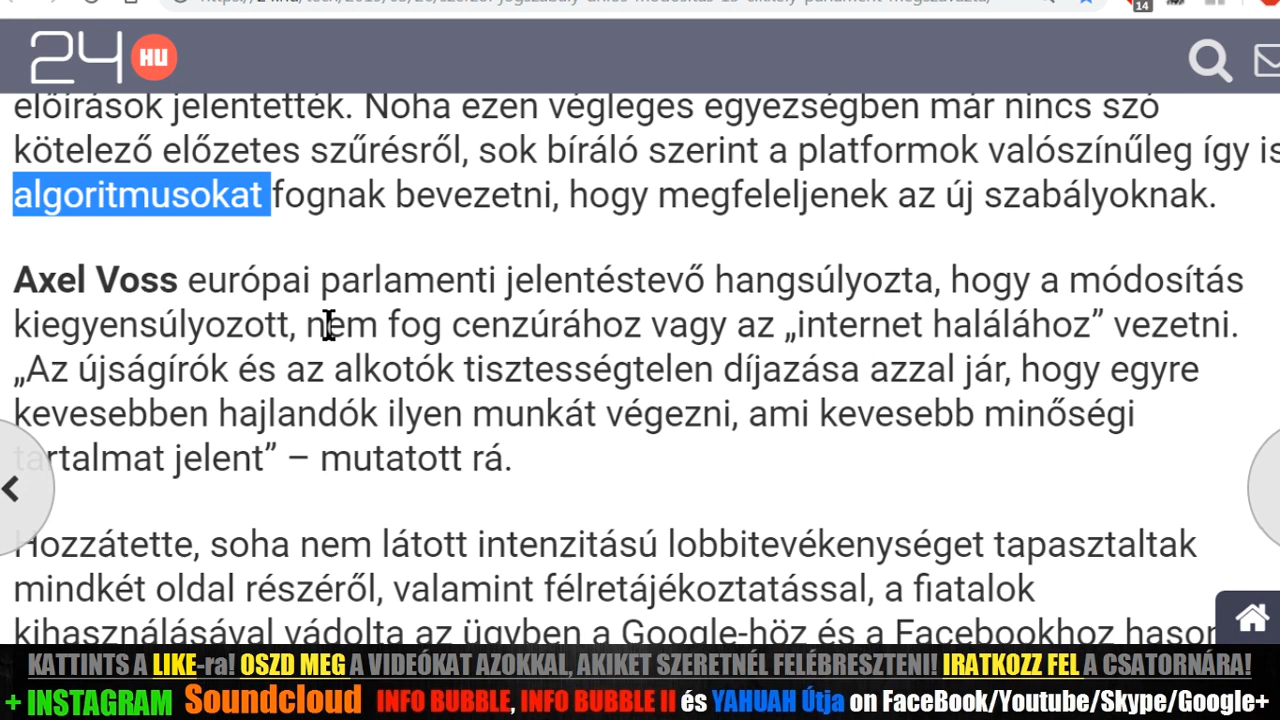 14
24 HU
előírások jelentették. Noha ezen végleges egyezségben már nincs szó
kötelező előzetes szűrésről, sok bíráló szerint a platformok valószínűleg így is
algoritmusokat fognak bevezetni, hogy megfeleljenek az új szabályoknak.
Axel Voss európai parlamenti jelentéstevő hangsúlyozta, hogy a módosítás
kiegyensúlyozott, nem fog cenzúrához vagy az „internet halálához” vezetni.
„Az újságírók és az alkotók tisztességtelen díjazása azzal jár, hogy egyre
kevesebben hajlandók ilyen munkát végezni, ami kevesebb minőségi
tartalmat jelent” – mutatott rá.
Hozzátette, soha nem látott intenzitású lobbitevékenységet tapasztaltak
mindkét oldal részéről, valamint félretájékoztatással, a fiatalok
kihasználásával vádolta az ügyben a Google-höz és a Facebookhoz
KATTINTS A LIKE-ra! OSZD MEG A VIDEÓKAT AZOKKAL, AKIKET SZERETNÉL FELÉBRESZTENI! IRATKOZZ FEL A CSATORNÁRA!
+ INSTAGRAM Soundcloud INFO BUBBLE, INFO BUBBLE II és YAHUAH Útja on FaceBook/Youtube/Skype/Google+